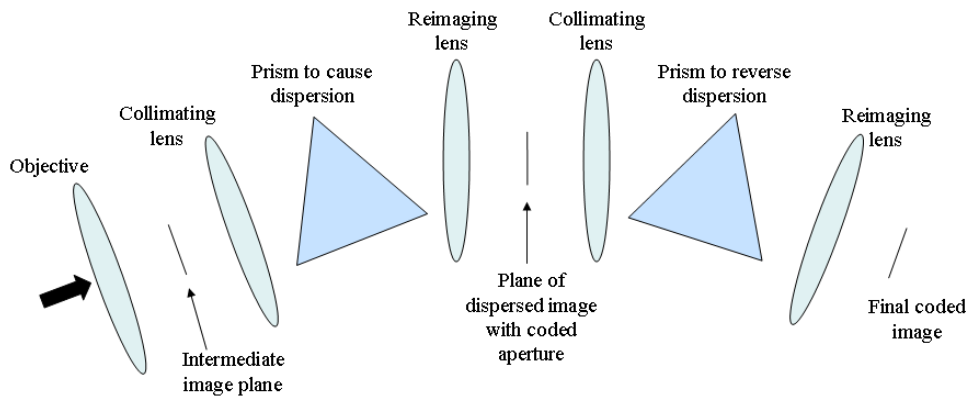 Objective
Collimating
lens
Prism to cause
dispersion
Reimaging
lens
Collimating
lens
Prism to reverse
dispersion
Reimaging
lens
Intermediate
image plane
Plane of
dispersed image
with coded
aperture
Final coded
image